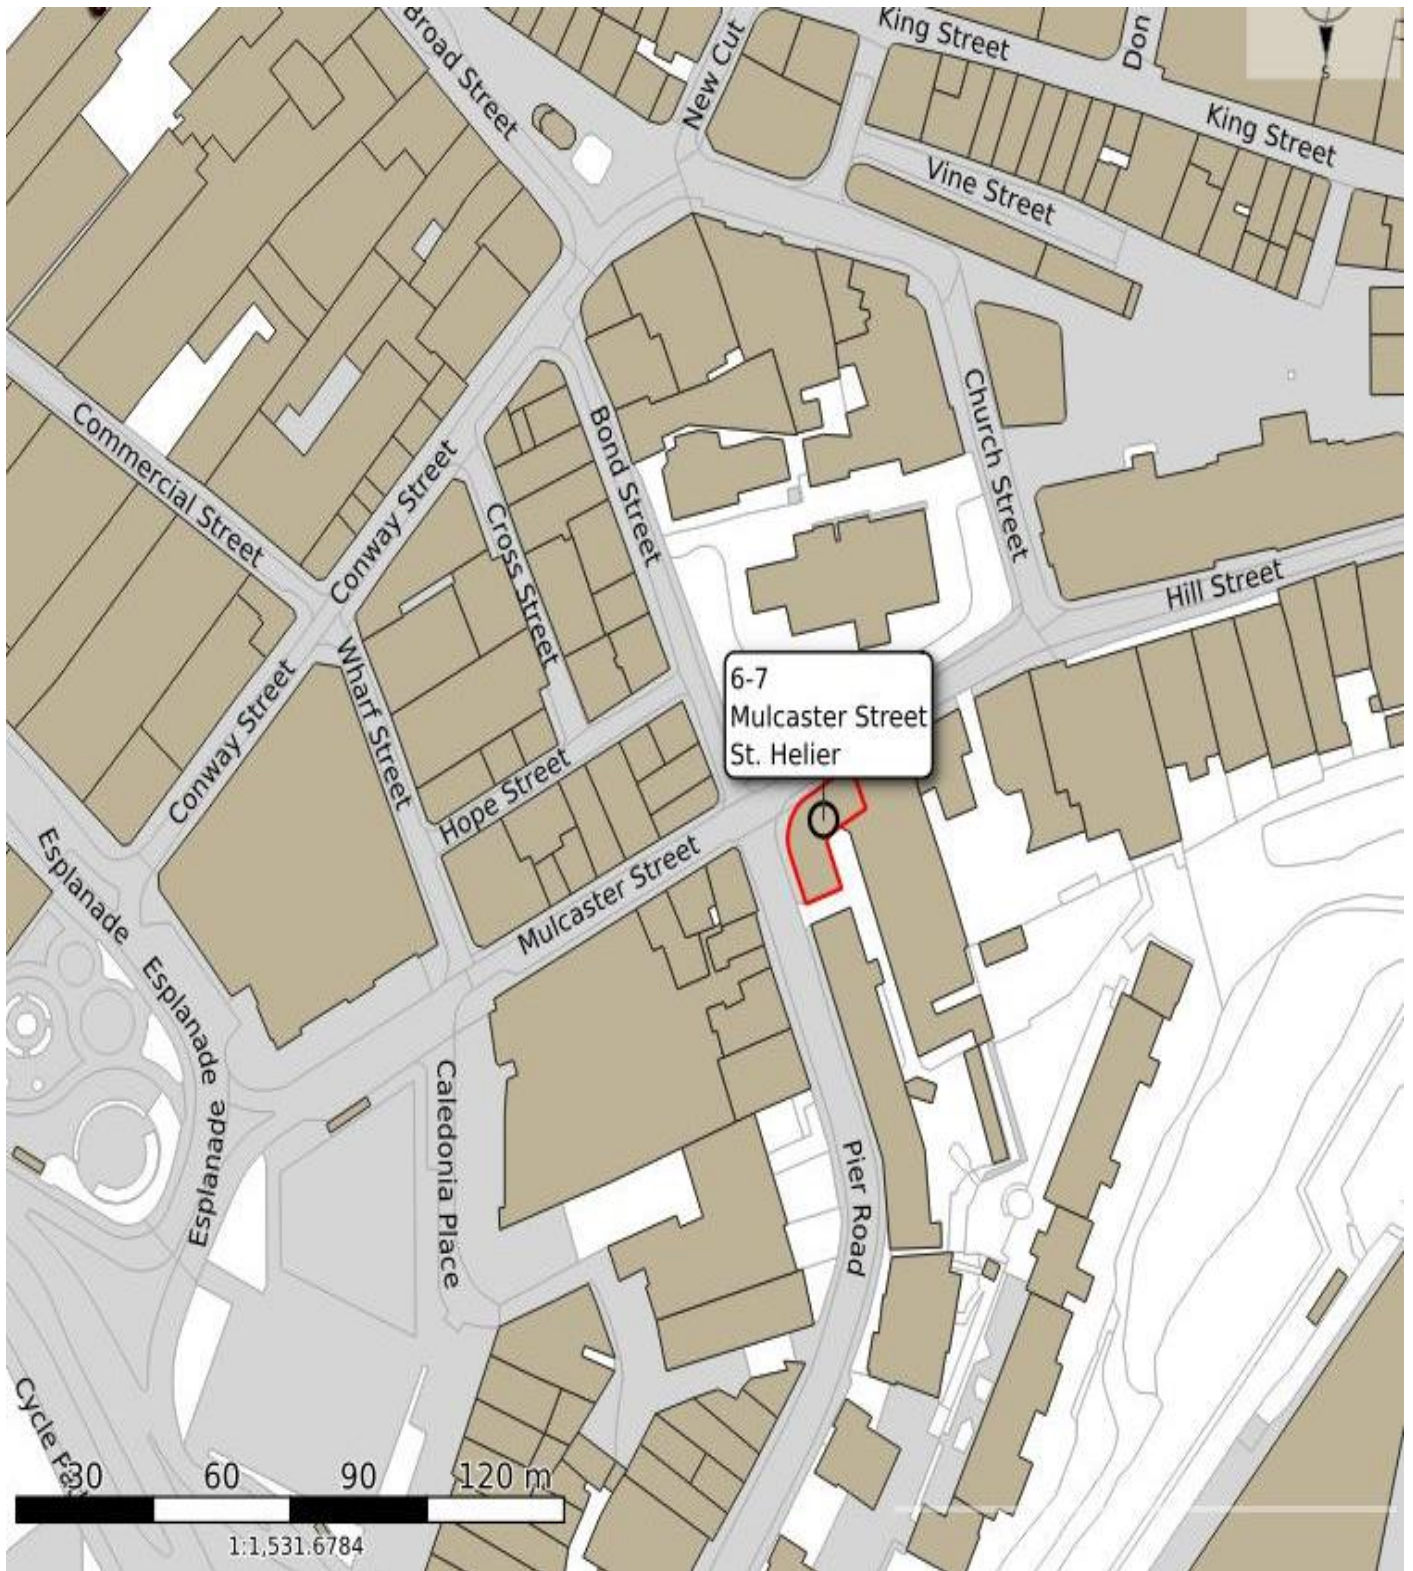 Broad Street
New Cut
King Street
Don
King Street
Vine Street
Commercial Street
Conway Street
Bond Street
Cross Street
Church Street
Hill Street
6-7
Mulcaster Street
St. Helier
Wharf Street
Conway Street
Hope Street
Mulcaster Street
Esplanade
Esplanade
Esplanade
Caledonia Place
Pier Road
Cycle
30 60 90 120 m
1:1,531.6784
S